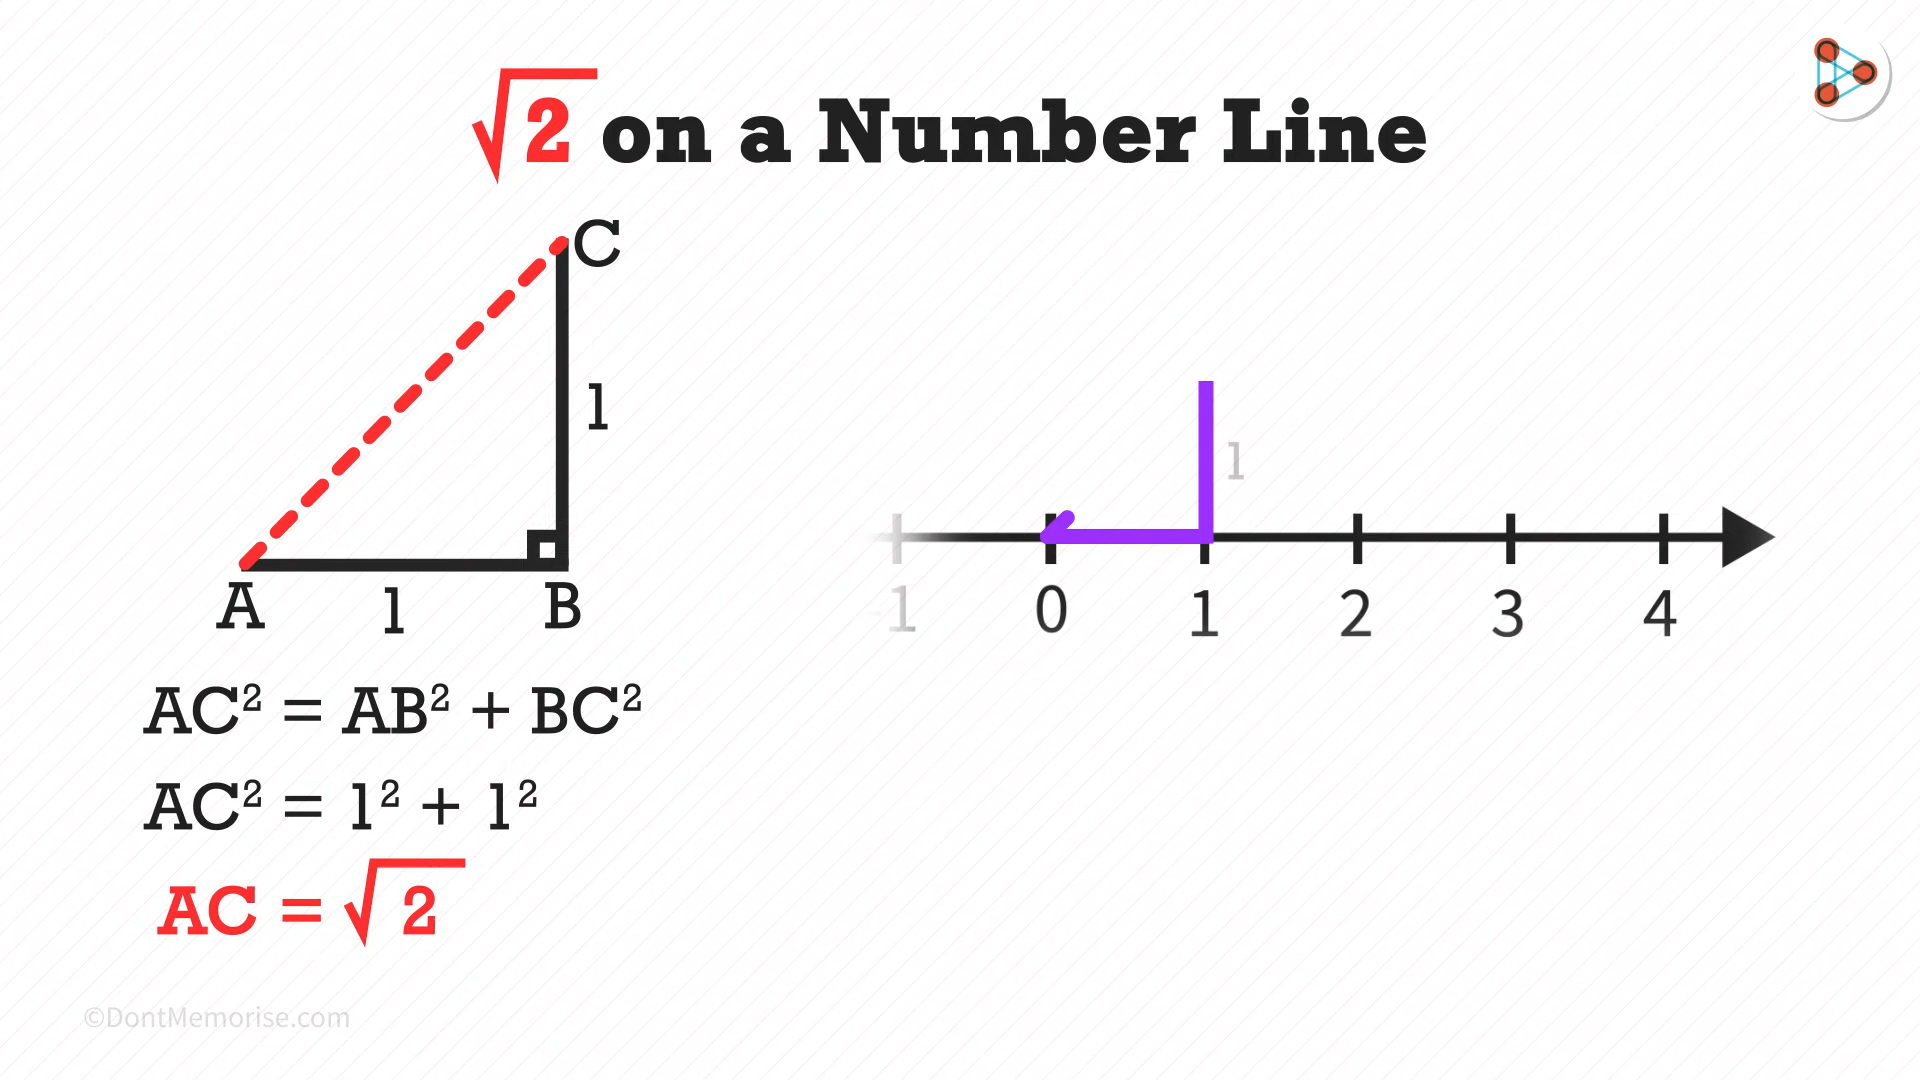 √2 on a Number Line
C
1
1
A 1 B
-1 0 1 2 3 4
AC² = AB² + BC²
AC² = 1² + 1²
AC = √2
©DontMemorise.com